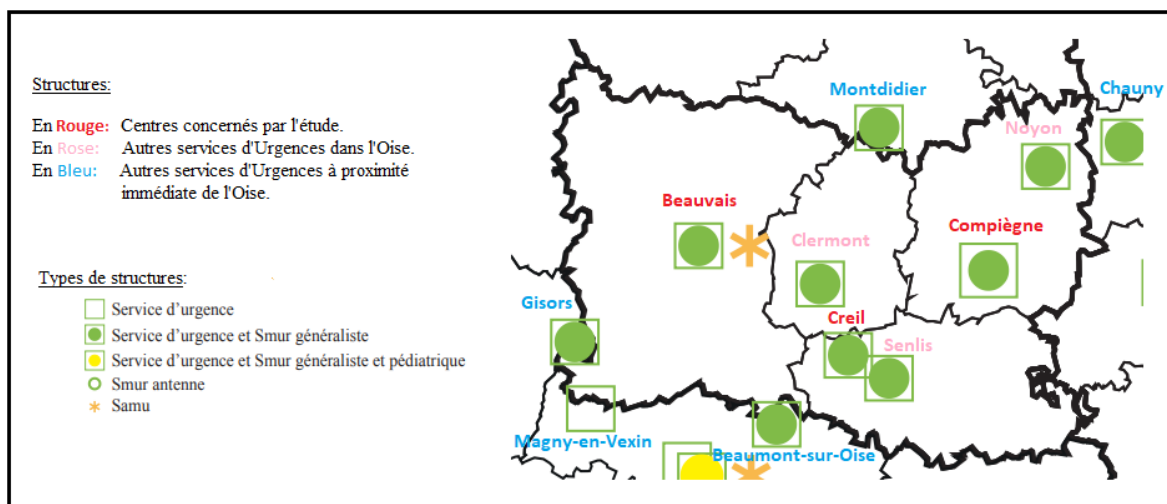 Structures:
En Rouge: Centres concernés par l'étude.
En Rose: Autres services d'Urgences dans l'Oise.
En Bleu: Autres services d'Urgences à proximité
immédiate de l'Oise.
Types de structures:
Service d'urgence
Service d'urgence et Smur généraliste
Service d'urgence et Smur généraliste et pédiatrique
Smur antenne
Samu
Montdidier
Chauny
Noyon
Beauvais
Compiègne
Clermont
Gisors
Creil
Senlis
Magny-en-Vexin
Beaumont-sur-Oise